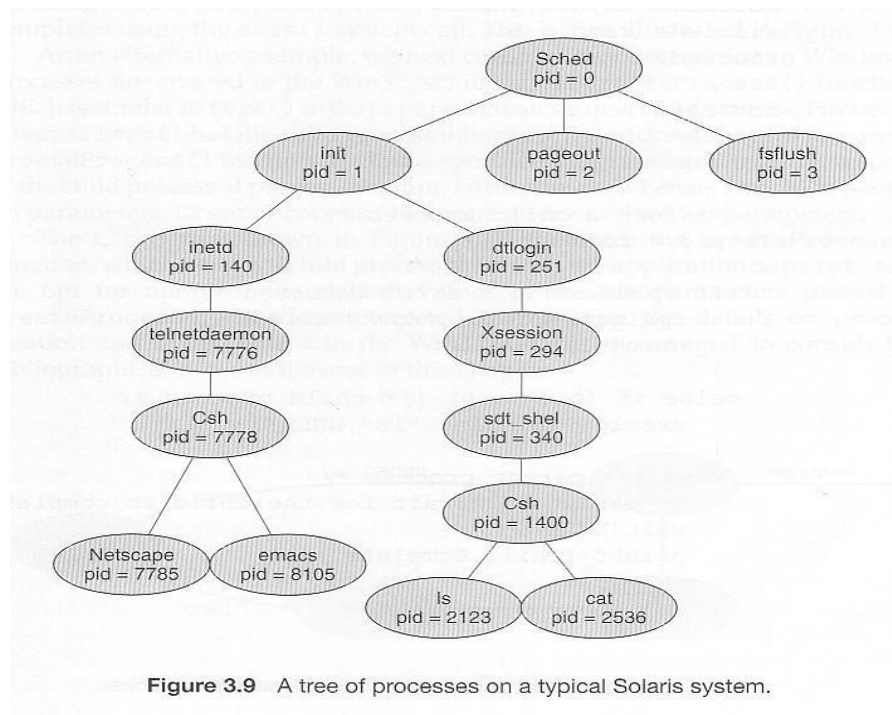 Sched
pid = 0
init
pid = 1
pageout
pid = 2
fsflush
pid = 3
inetd
pid = 140
dtlogin
pid = 251
telnetdaemon
pid = 7776
Xsession
pid = 294
Csh
pid = 7778
sdt_shel
pid = 340
Csh
pid = 1400
Netscape
pid = 7785
emacs
pid = 8105
ls
pid = 2123
cat
pid = 2536
Figure 3.9 A tree of processes on a typical Solaris system.